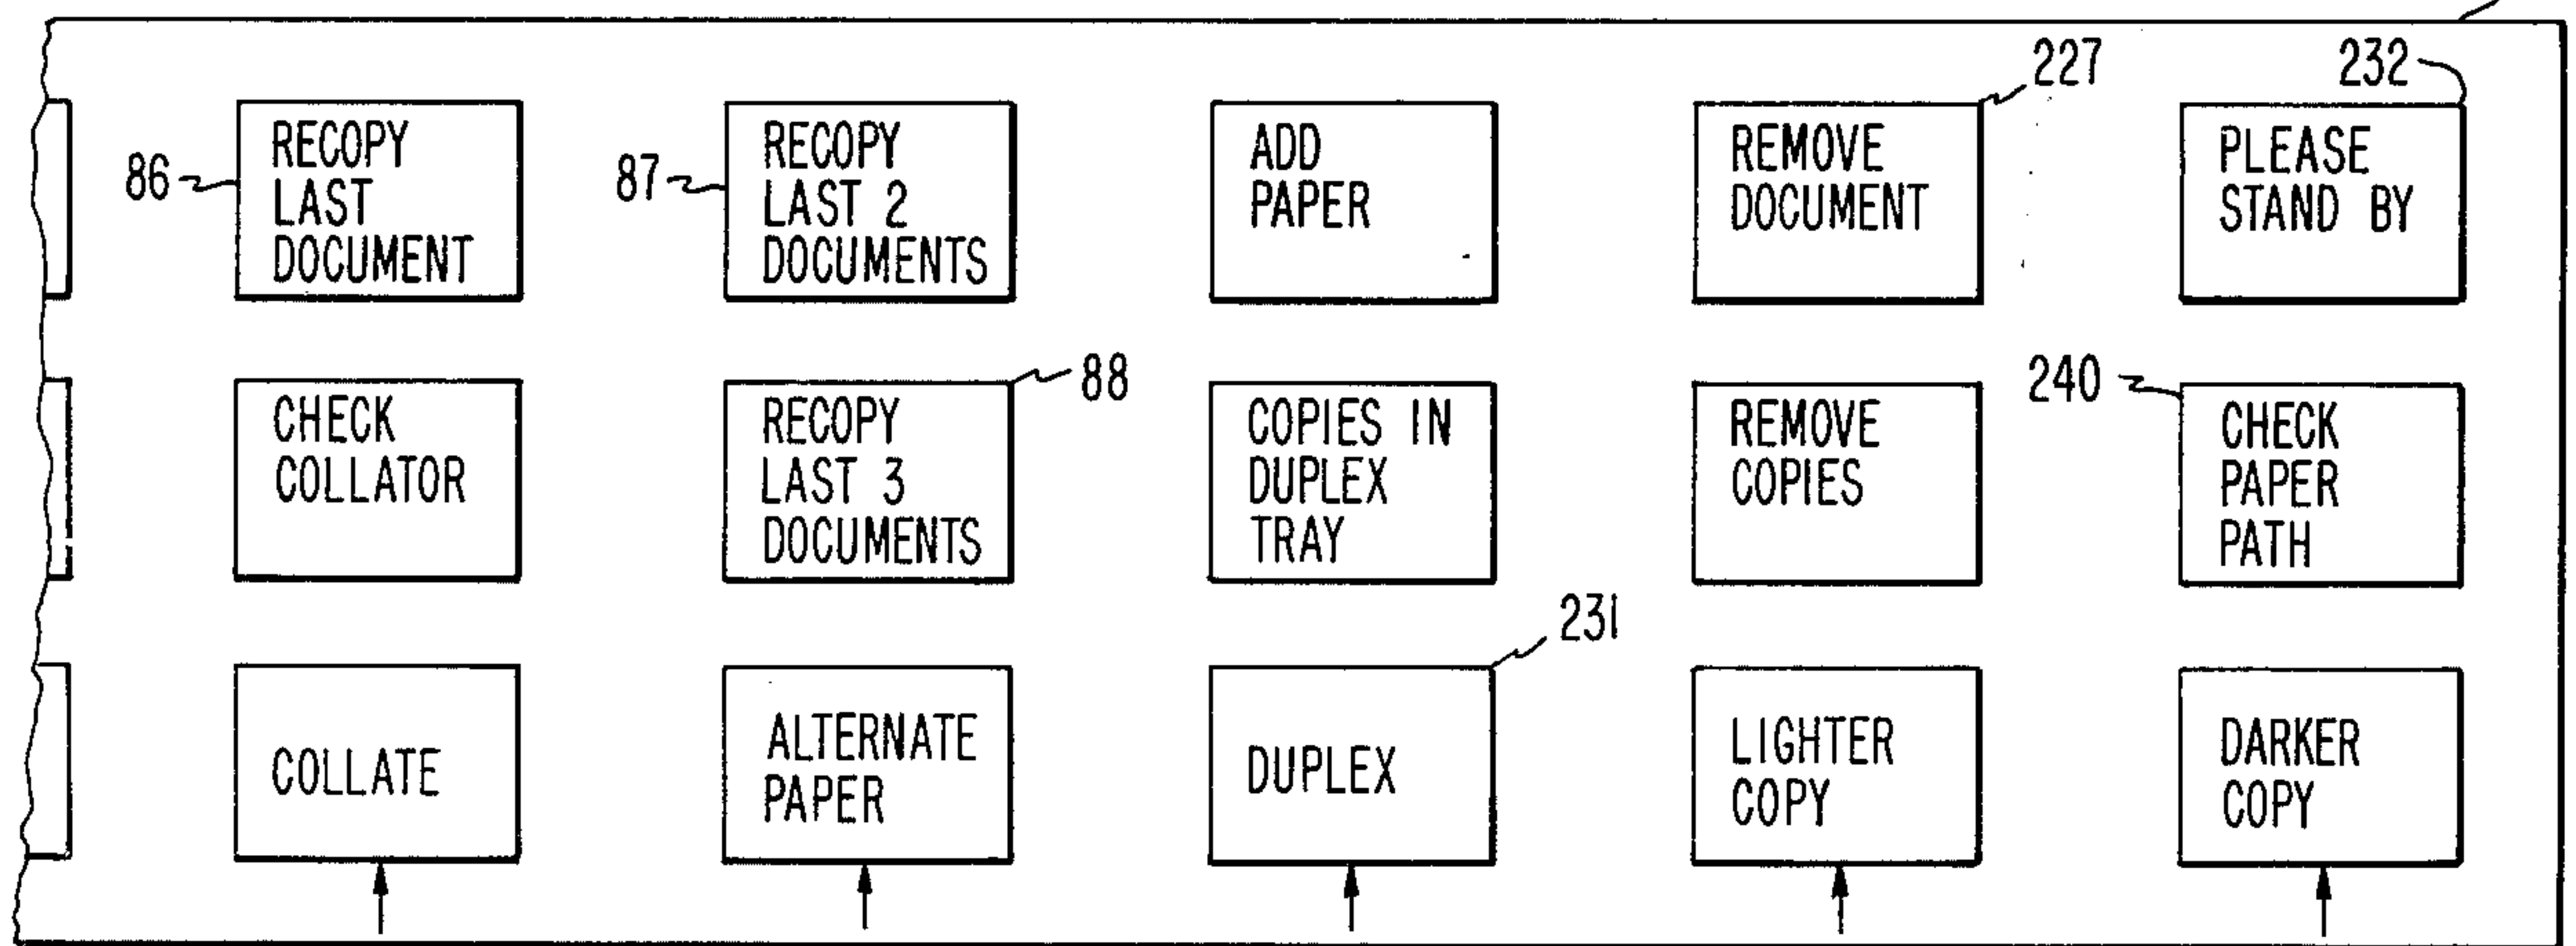 227
232
86
RECOPY
LAST
DOCUMENT
87
RECOPY
LAST 2
DOCUMENTS
ADD
PAPER
REMOVE
DOCUMENT
PLEASE
STAND BY
CHECK
COLLATOR
88
RECOPY
LAST 3
DOCUMENTS
COPIES IN
DUPLEX
TRAY
REMOVE
COPIES
240
CHECK
PAPER
PATH
COLLATE
ALTERNATE
PAPER
231
DUPLEX
LIGHTER
COPY
DARKER
COPY